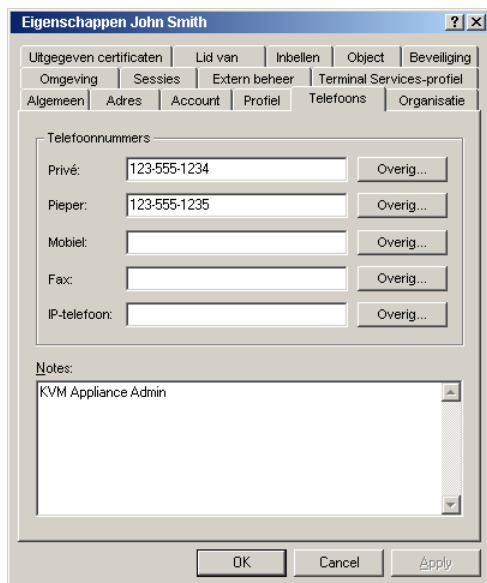 Eigenschappen John Smith
Uitgegeven certificaten Lid van Inbellen Object Beveiliging
Omgeving Sessies Extern beheer Terminal Services-profiel
Algemeen Adres Account Profiel Telefoons Organisatie
Telefoonnummers
Privé: 123-555-1234 Overig...
Pieper: 123-555-1235 Overig...
Mobiel: Overig...
Fax: Overig...
IP-telefoon: Overig...
Notes:
KVM Appliance Admin
OK Cancel Apply